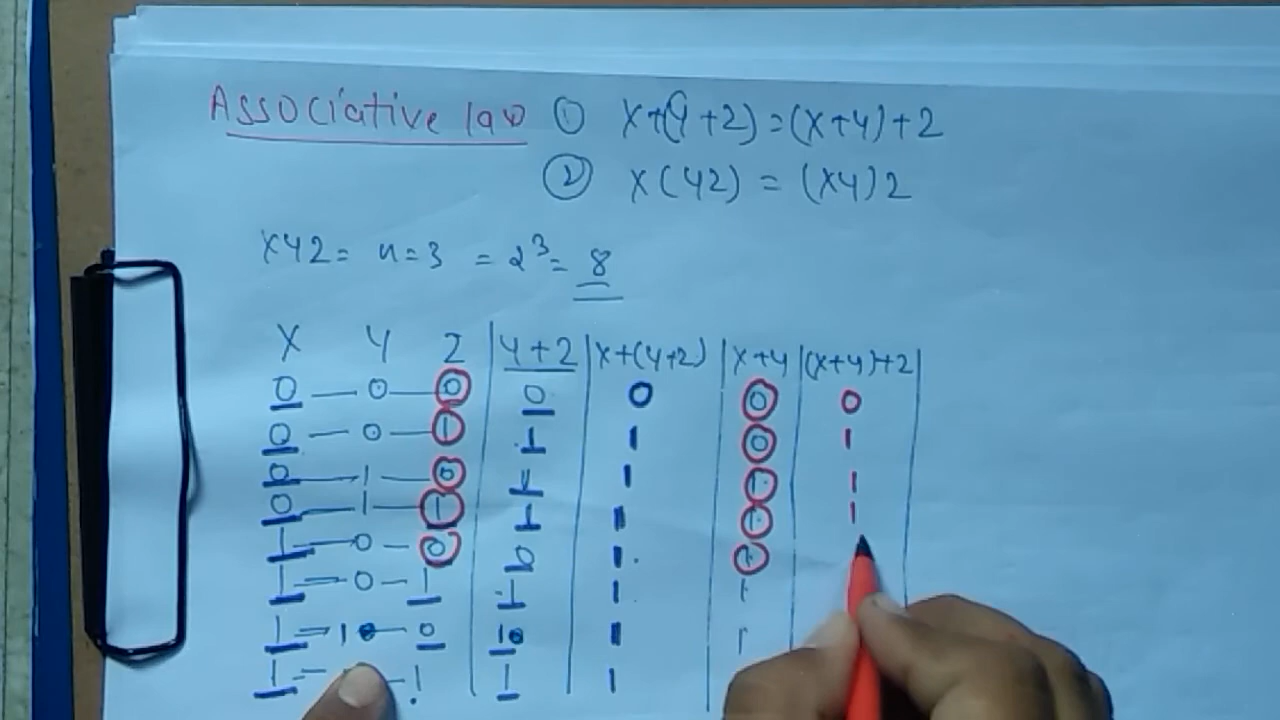 Associative law ① X+(Y+Z)=(X+Y)+Z
② X(YZ) = (XY)Z
XYZ= n=3 = 2³= 8
X Y Z | Y+Z | X+(Y+Z) | X+Y | (X+Y)+Z |
0 — 0 — 0 0 0 0 0
0 — 0 — 1 1 1 0 1
0 — 1 — 0 1 1 1 1
0 — 1 — 1 1 1 1 1
1 — 0 — 0 0 1 1
1 — 0 — 1 1 1 1
1 — 1 — 0 1 1 1
1 — — 1 1 1